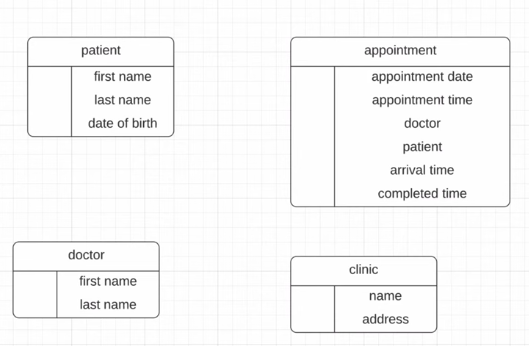 patient
first name
last name
date of birth
appointment
appointment date
appointment time
doctor
patient
arrival time
completed time
doctor
first name
last name
clinic
name
address